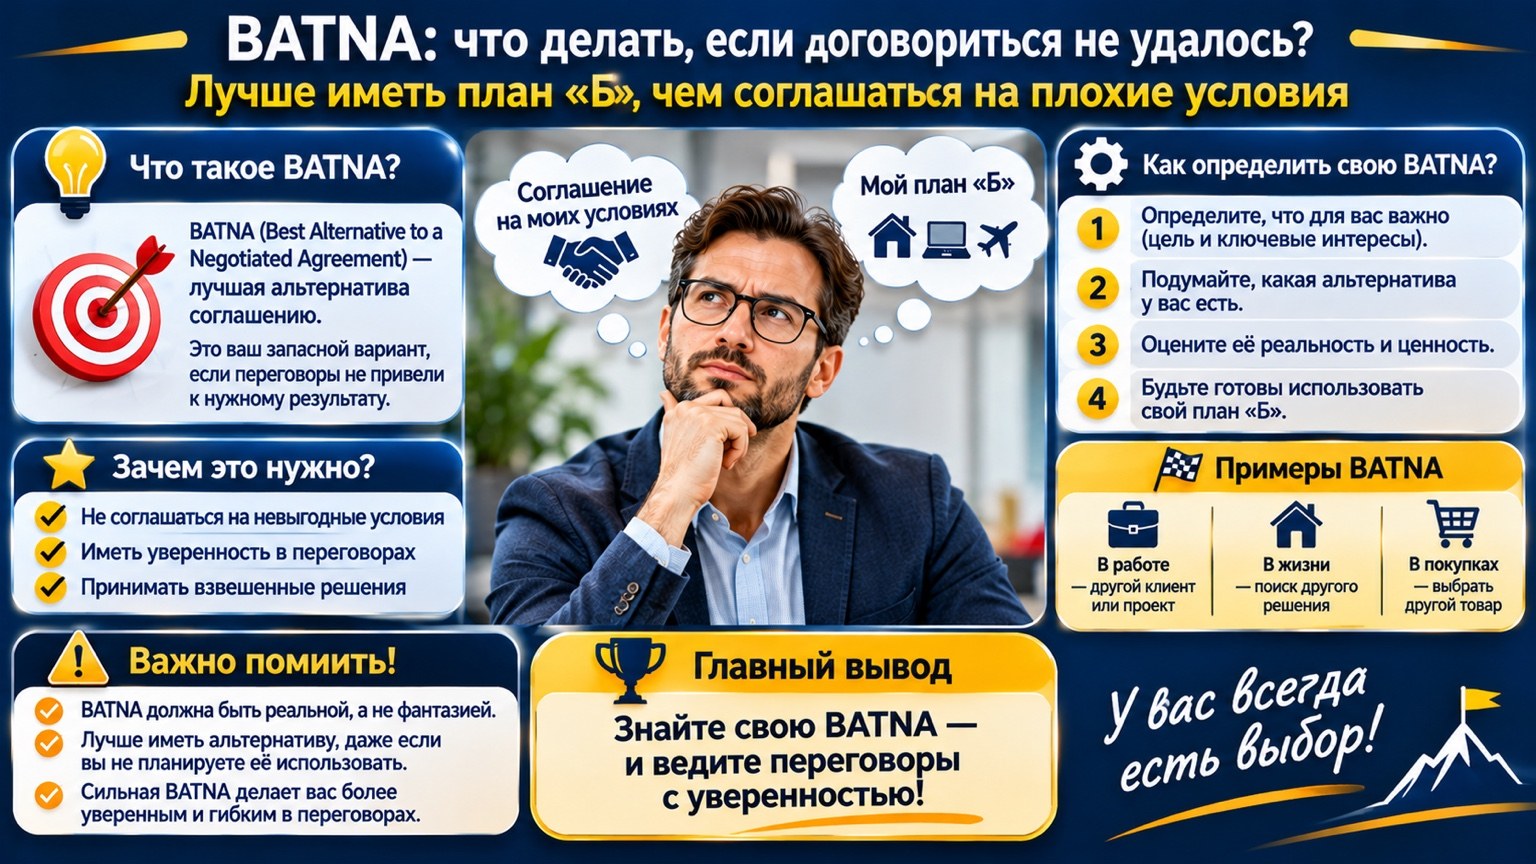 BATNA: что делать, если договориться не удалось?
Лучше иметь план «Б», чем соглашаться на плохие условия
Что такое BATNA?
BATNA (Best Alternative to a
Negotiated Agreement) —
лучшая альтернатива
соглашению.
Это ваш запасной вариант,
если переговоры не привели
к нужному результату.
Зачем это нужно?
Не соглашаться на невыгодные условия
Иметь уверенность в переговорах
Принимать взвешенные решения
Важно помиить!
BATNA должна быть реальной, а не фантазией.
Лучше иметь альтернативу, даже если
вы не планируете её использовать.
Сильная BATNA делает вас более
уверенным и гибким в переговорах.
Соглашение
на моих условиях
Мой план «Б»
Главный вывод
Знайте свою BATNA —
и ведите переговоры
с уверенностью!
Как определить свою BATNA?
1 Определите, что для вас важно
(цель и ключевые интересы).
2 Подумайте, какая альтернатива
у вас есть.
3 Оцените её реальность и ценность.
4 Будьте готовы использовать
свой план «Б».
Примеры BATNA
В работе
— другой клиент
или проект
В жизни
— поиск другого
решения
В покупках
— выбрать
другой товар
У вас всегда
есть выбор!